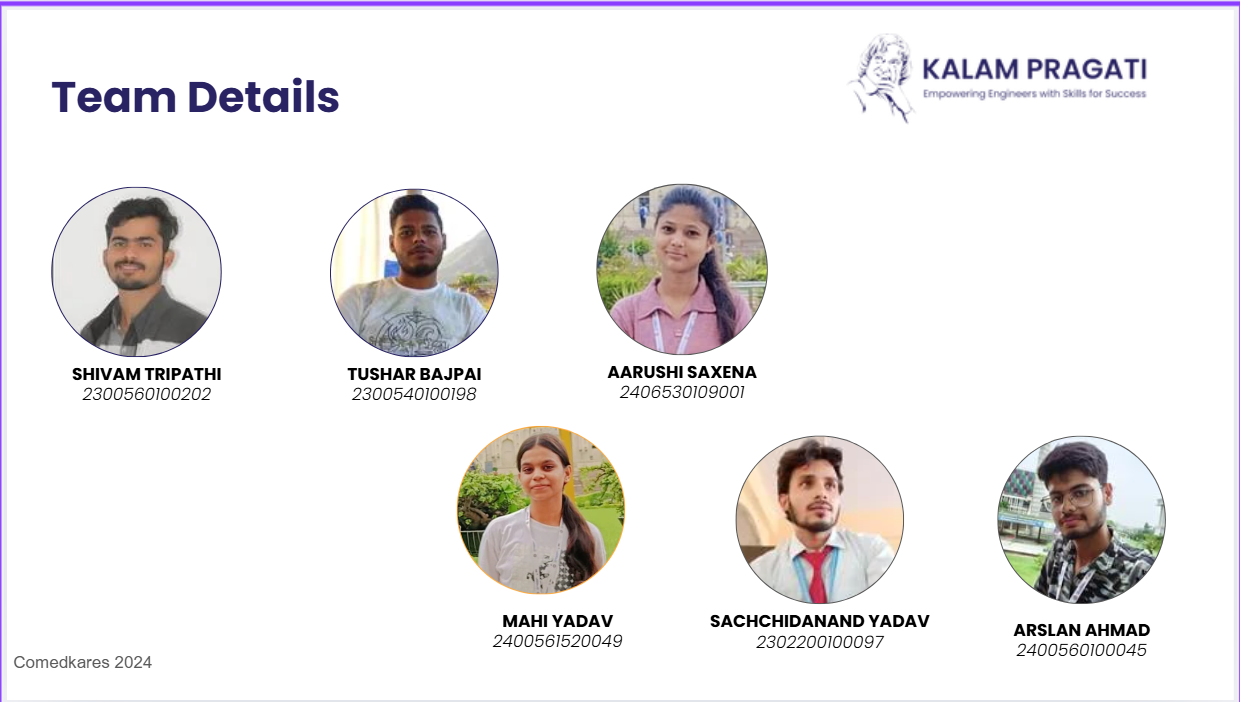 KALAM PRAGATI
Empowering Engineers with Skills for Success
Team Details
SHIVAM TRIPATHI
2300560100202
TUSHAR BAJPAI
2300540100198
AARUSHI SAXENA
2406530109001
MAHI YADAV
2400561520049
SACHCHIDANAND YADAV
2302200100097
ARSLAN AHMAD
2400560100045
Comedkares 2024